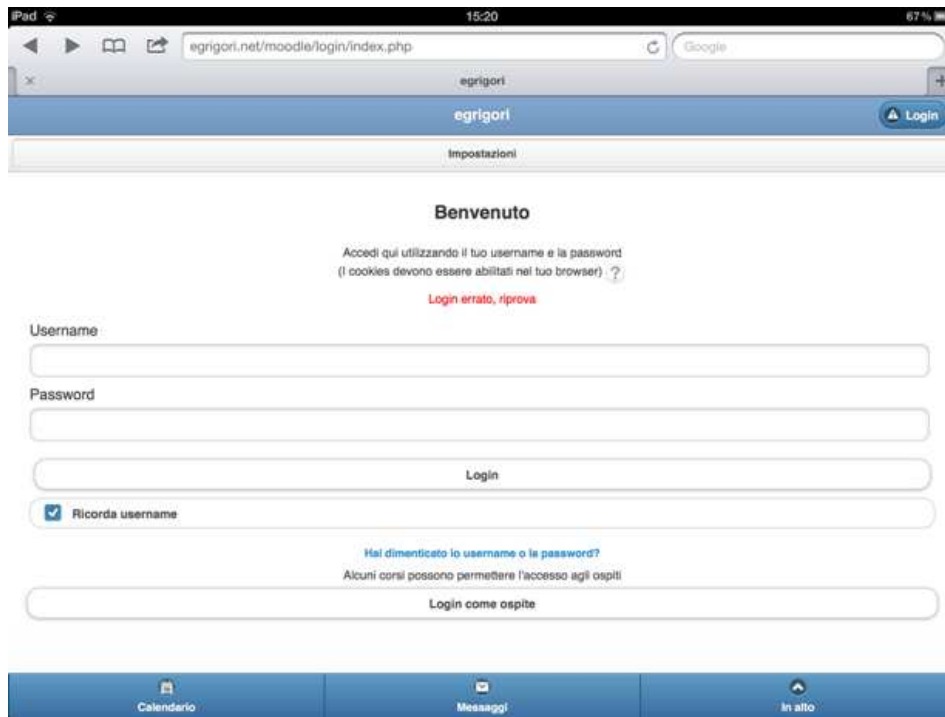 iPad 15:20 67%
egrigori.net/moodle/login/index.php Google
egrigori
egrigori Login
Impostazioni
Benvenuto
Accedi qui utilizzando il tuo username e la password
(I cookies devono essere abilitati nel tuo browser) ?
Login errato, riprova
Username
Password
Login
Ricorda username
Hai dimenticato lo username o la password?
Alcuni corsi possono permettere l'accesso agli ospiti
Login come ospite
Calendario Messaggi In alto